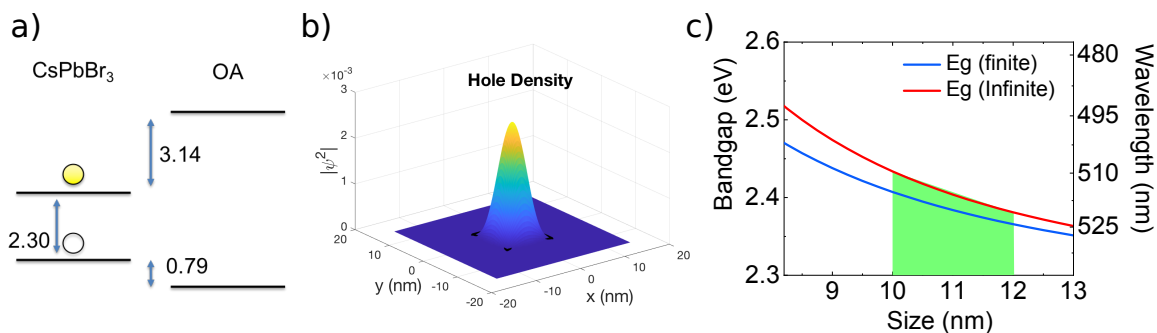 a)
CsPbBr₃
OA
3.14
2.30
0.79
b)
×10⁻³
Hole Density
|ψ²|
3
2
1
0
20
10
0
-10
-20
y (nm)
-20
-10
0
10
20
x (nm)
c)
Eg (finite)
Eg (Infinite)
Bandgap (eV)
2.6
2.5
2.4
2.3
9
10
11
12
13
Size (nm)
480
495
510
525
Wavelength (nm)